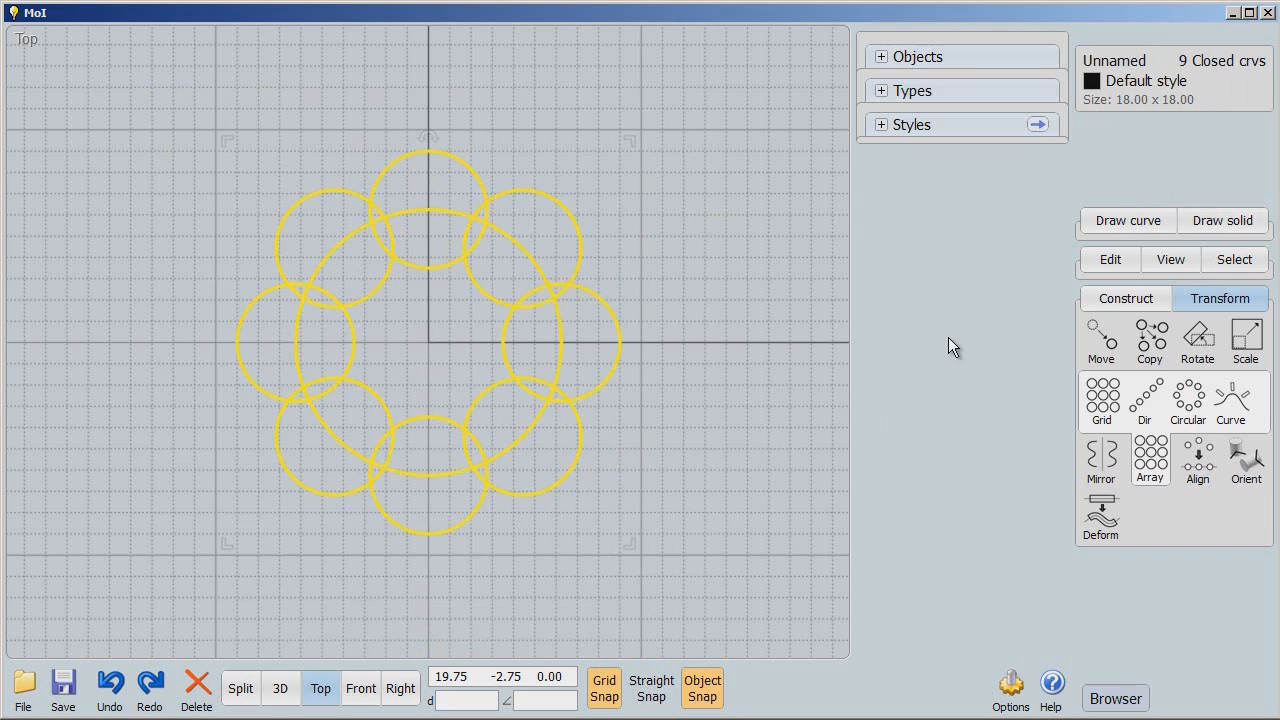 MoI
Top
Objects
Types
Styles
Unnamed 9 Closed crvs
Default style
Size: 18.00 x 18.00
Draw curve Draw solid
Edit View Select
Construct Transform
Move Copy Rotate Scale
Grid Dir Circular Curve
Mirror Array Align Orient
Deform
File Save Undo Redo Delete
Split 3D Top Front Right
19.75 -2.75 0.00
d
Grid Snap
Straight Snap
Object Snap
Options Help
Browser